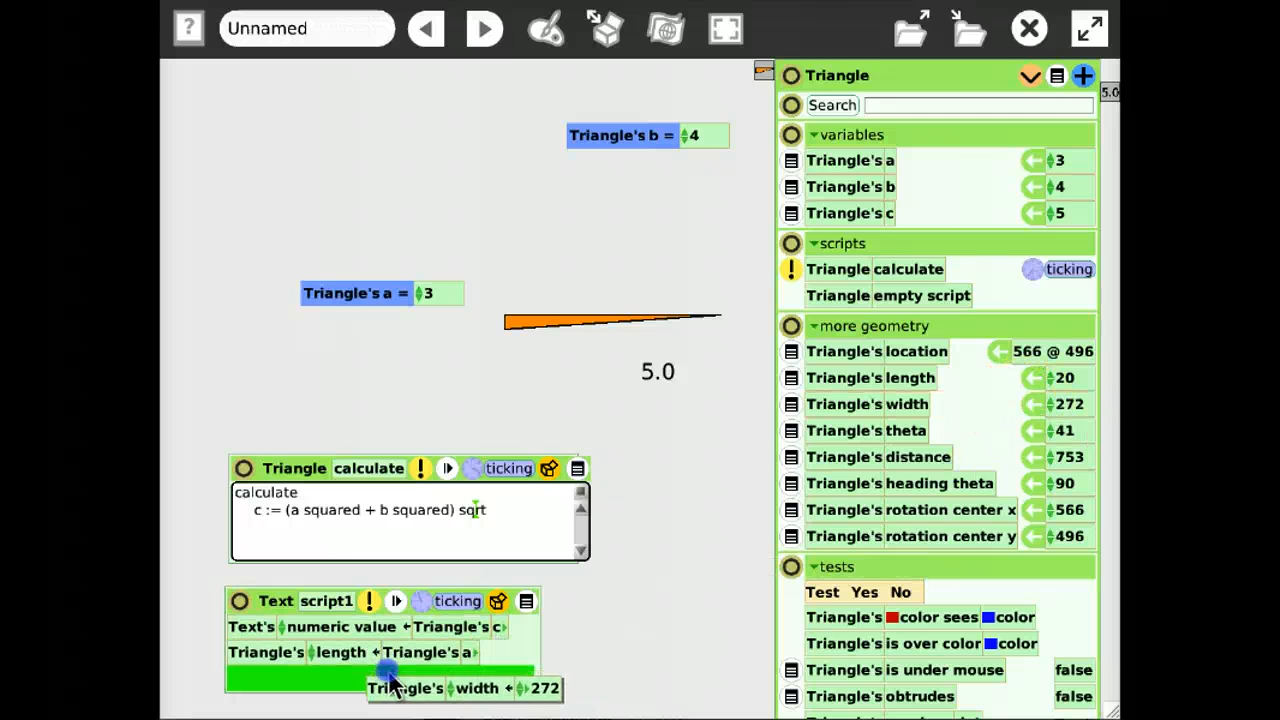 ?
Unnamed
Triangle's b = 4
Triangle's a = 3
5.0
Triangle calculate ! ticking
calculate
c := (a squared + b squared) sqrt
Text script1 ! ticking
Text's numeric value Triangle's c
Triangle's length Triangle's a
Triangle's width 272
Triangle
Search
variables
Triangle's a 3
Triangle's b 4
Triangle's c 5
scripts
! Triangle calculate ticking
Triangle empty script
more geometry
Triangle's location 566 @ 496
Triangle's length 20
Triangle's width 272
Triangle's theta 41
Triangle's distance 753
Triangle's heading theta 90
Triangle's rotation center x 566
Triangle's rotation center y 496
tests
Test Yes No
Triangle's color sees color
Triangle's is over color color
Triangle's is under mouse false
Triangle's obtrudes false
5.0